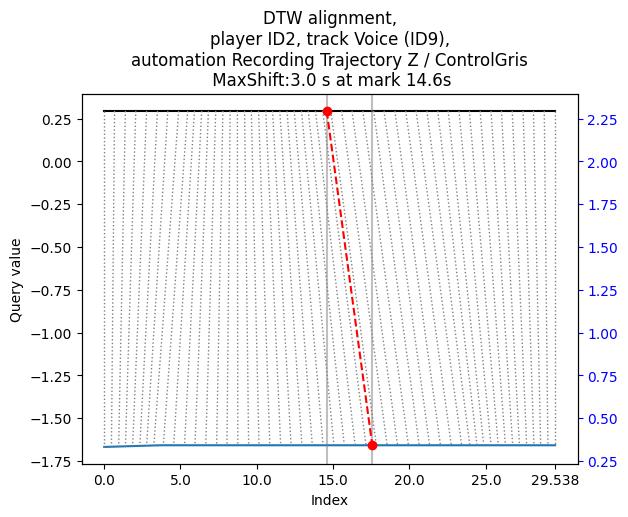 DTW alignment,
player ID2, track Voice (ID9),
automation Recording Trajectory Z / ControlGris
MaxShift:3.0 s at mark 14.6s
0.25
0.00
−0.25
−0.50
−0.75
−1.00
−1.25
−1.50
−1.75
Query value
2.25
2.00
1.75
1.50
1.25
1.00
0.75
0.50
0.25
0.0 5.0 10.0 15.0 20.0 25.0 29.538
Index